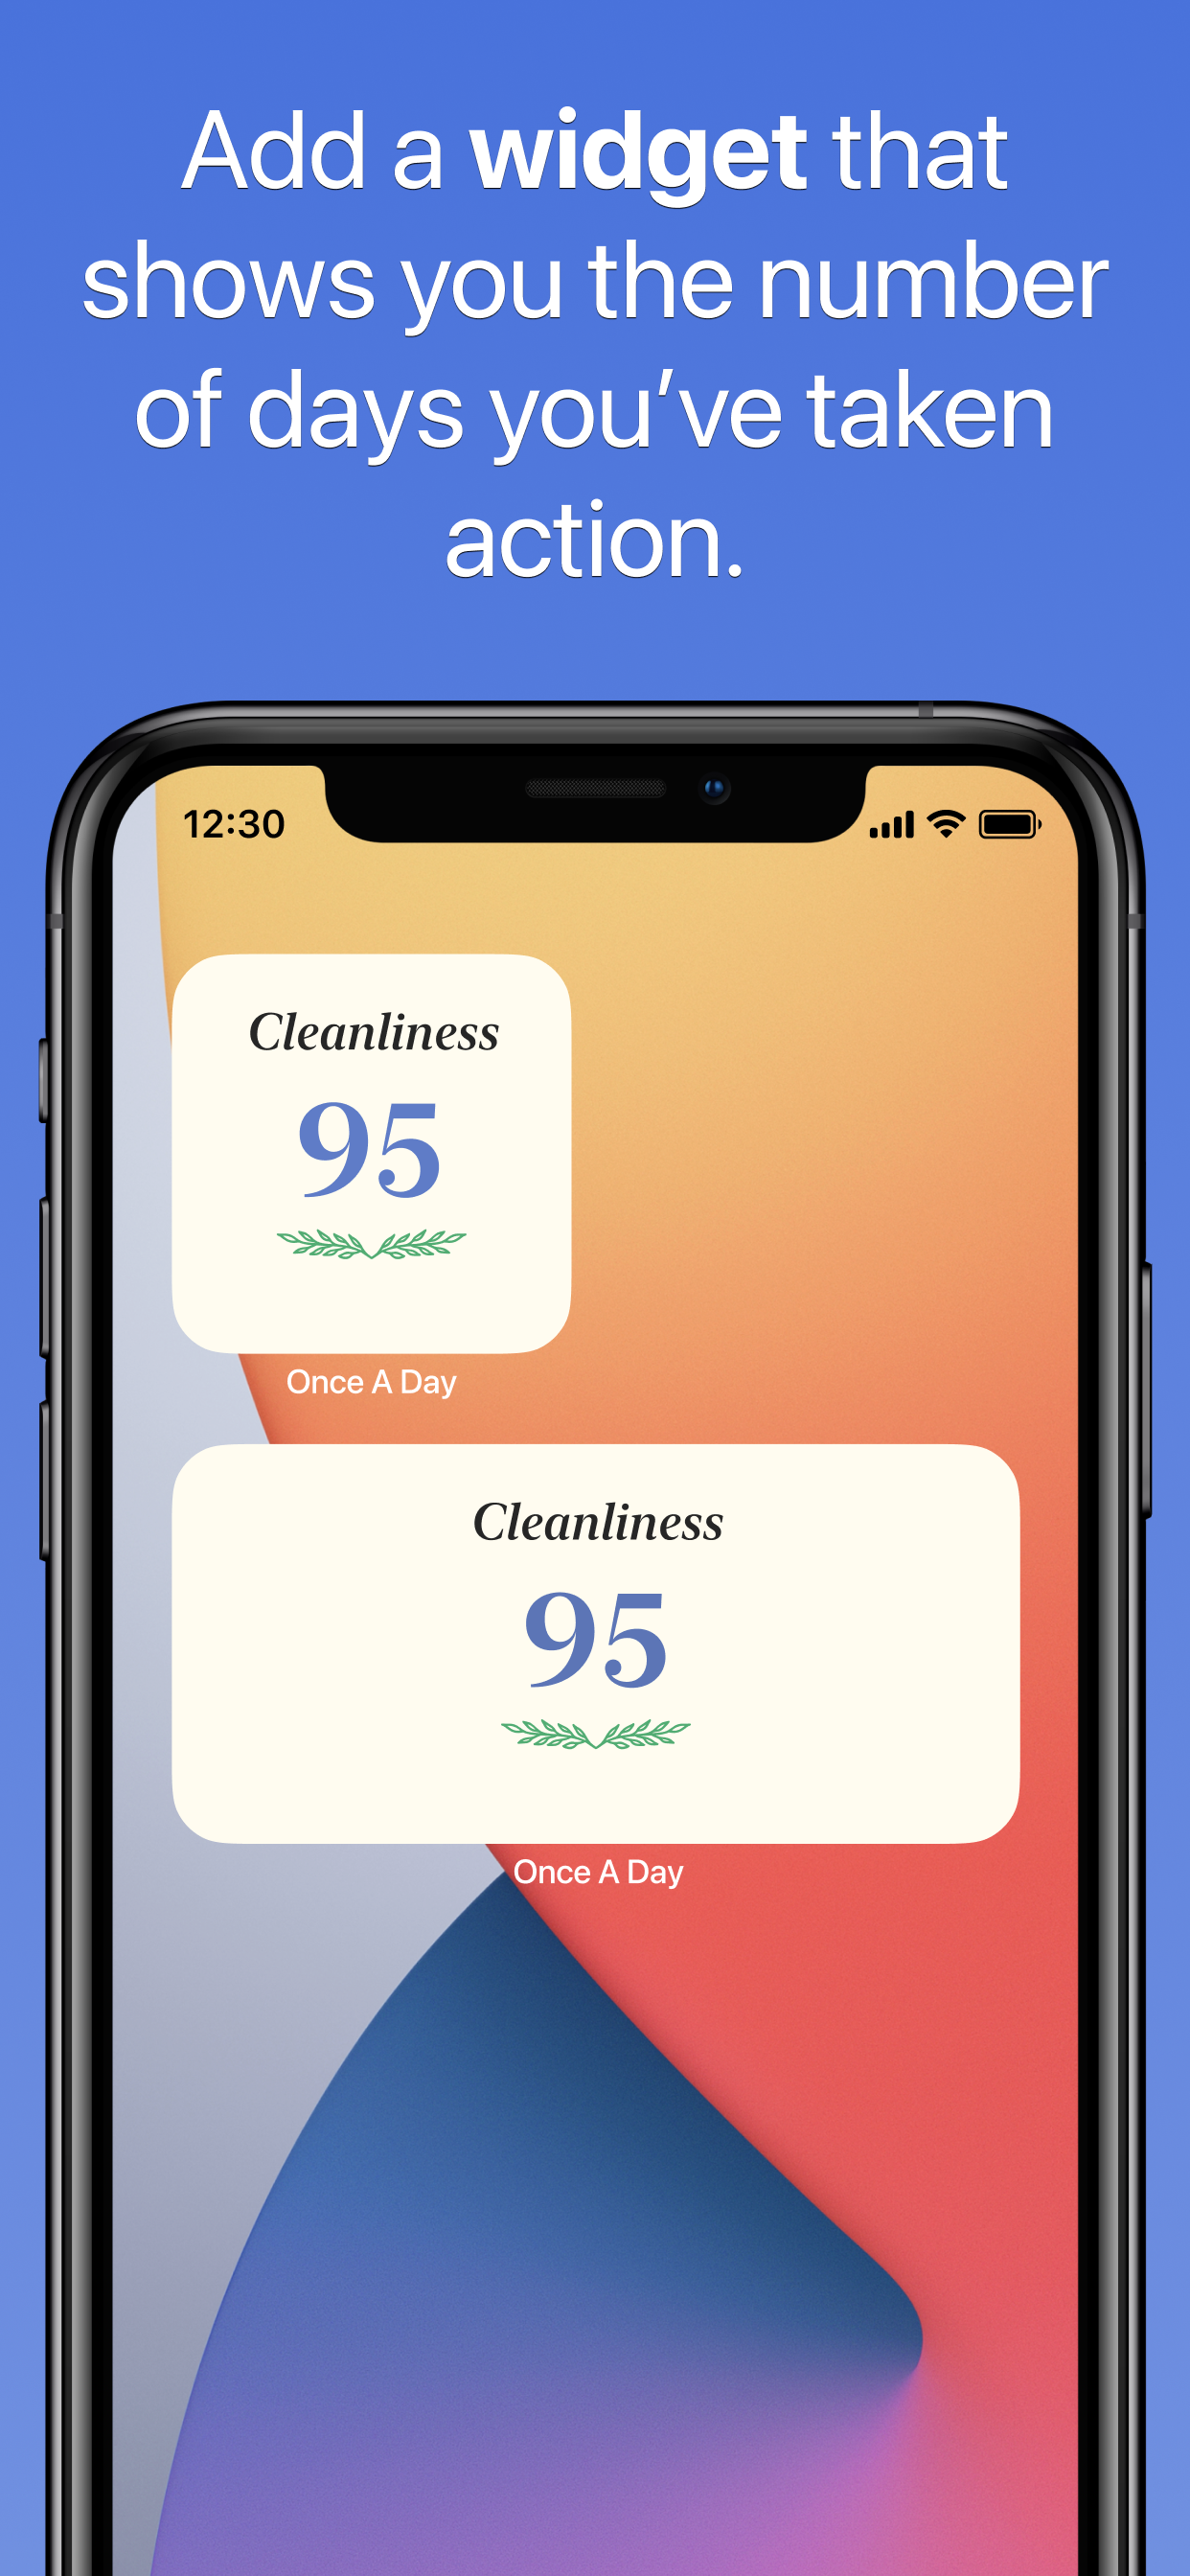 Add a widget that
shows you the number
of days you’ve taken
action.
12:30
Cleanliness
95
Once A Day
Cleanliness
95
Once A Day